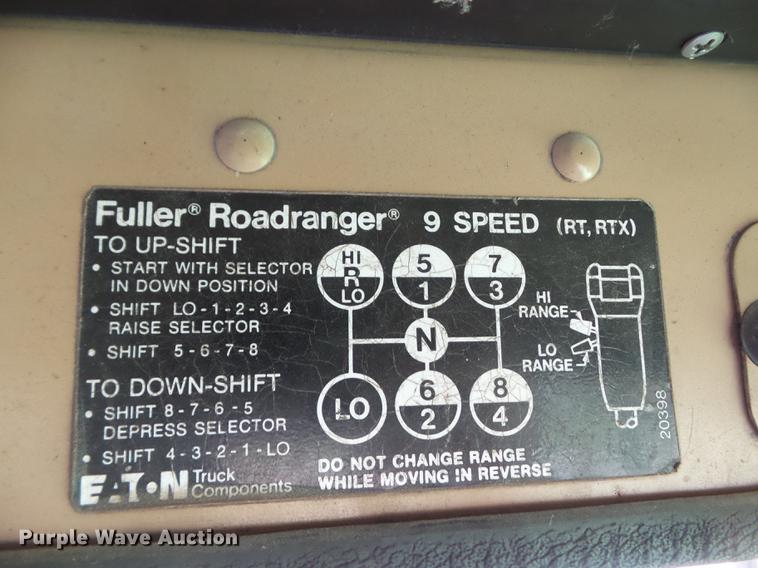 Fuller® Roadranger® 9 SPEED (RT, RTX)
TO UP-SHIFT
• START WITH SELECTOR
IN DOWN POSITION
• SHIFT LO-1-2-3-4
RAISE SELECTOR
• SHIFT 5-6-7-8
TO DOWN-SHIFT
• SHIFT 8-7-6-5
DEPRESS SELECTOR
• SHIFT 4-3-2-1-LO
EATON Truck
Components
HI
R
LO
5
1
7
3
N
LO
6
2
8
4
DO NOT CHANGE RANGE
WHILE MOVING IN REVERSE
HI
RANGE
LO
RANGE
20398
Purple Wave Auction